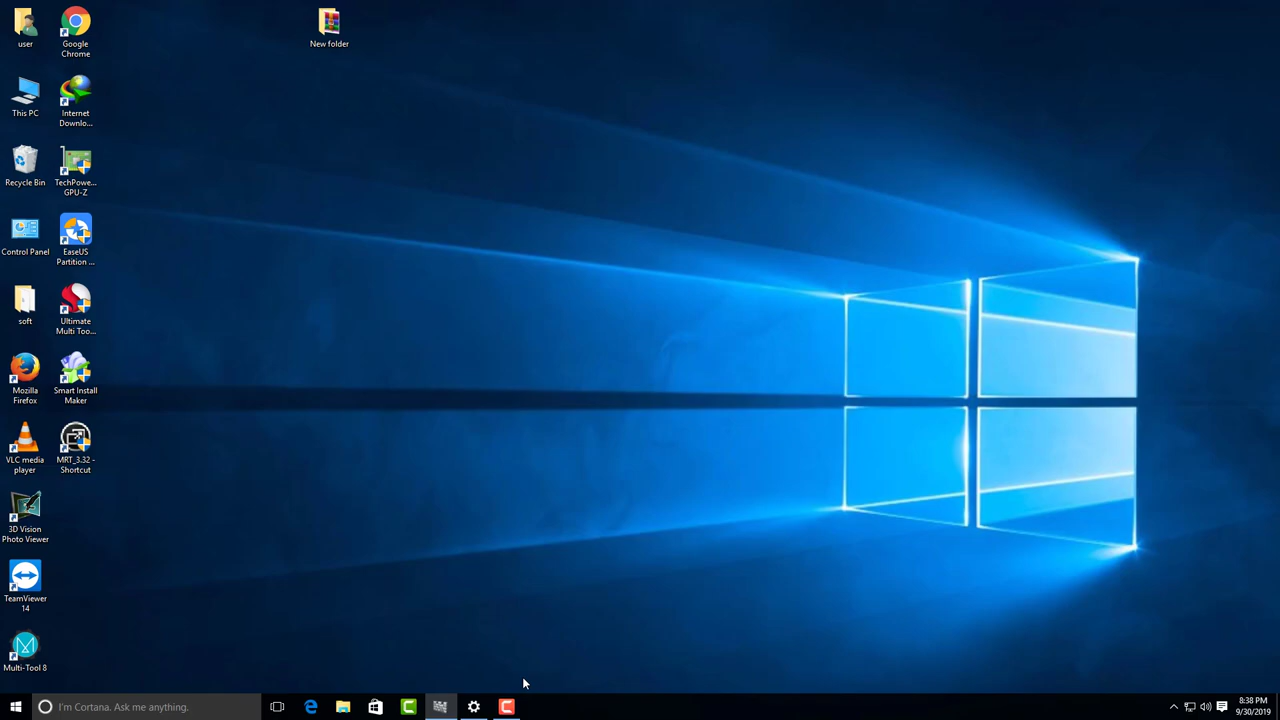 user
Google
Chrome
New folder
This PC
Internet
Downlo...
Recycle Bin
TechPowe...
GPU-Z
Control Panel
EaseUS
Partition ...
soft
Ultimate
Multi Too...
Mozilla
Firefox
Smart Install
Maker
VLC media
player
MRT_3.32 -
Shortcut
3D Vision
Photo Viewer
TeamViewer
14
Multi-Tool 8
I'm Cortana. Ask me anything.
8:38 PM
9/30/2019